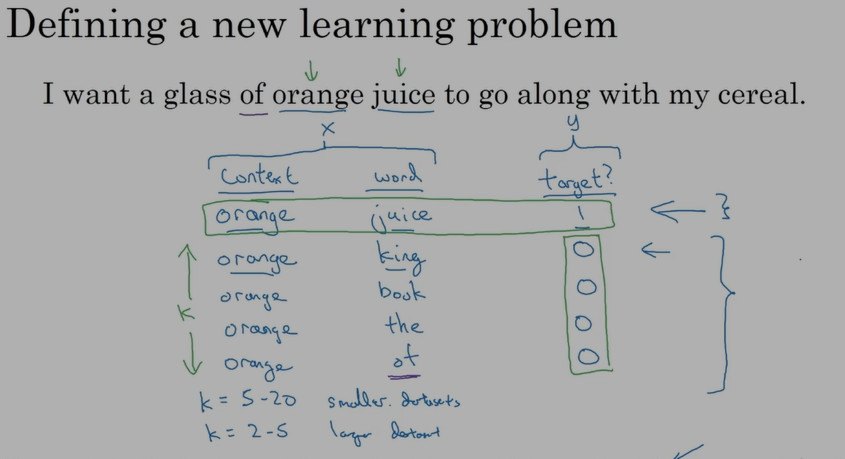 Defining a new learning problem
I want a glass of orange juice to go along with my cereal.
x y
context word target?
orange juice 1
orange king 0
orange book 0
k orange the 0
orange of 0
k = 5-20 smaller datasets
k = 2-5 larger dataset